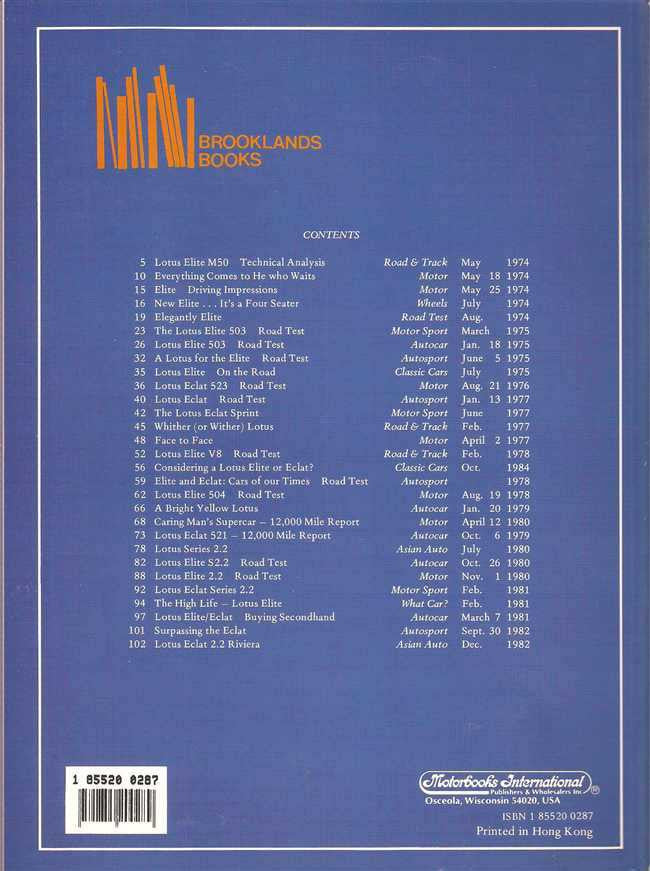 BROOKLANDS
BOOKS
CONTENTS
5 Lotus Elite M50 Technical Analysis Road & Track May 1974
10 Everything Comes to He who Waits Motor May 18 1974
15 Elite Driving Impressions Motor May 25 1974
16 New Elite . . . It's a Four Seater Wheels July 1974
19 Elegantly Elite Road Test Aug. 1974
23 The Lotus Elite 503 Road Test Motor Sport March 1975
26 Lotus Elite 503 Road Test Autocar Jan. 18 1975
32 A Lotus for the Elite Road Test Autosport June 5 1975
35 Lotus Elite On the Road Classic Cars July 1975
36 Lotus Eclat 523 Road Test Motor Aug. 21 1976
40 Lotus Eclat Road Test Autosport Jan. 13 1977
42 The Lotus Eclat Sprint Motor Sport June 1977
45 Whither (or Wither) Lotus Road & Track Feb. 1977
48 Face to Face Motor April 2 1977
52 Lotus Elite V8 Road Test Road & Track Feb. 1978
56 Considering a Lotus Elite or Eclat? Classic Cars Oct. 1984
59 Elite and Eclat: Cars of our Times Road Test Autosport 1978
62 Lotus Elite 504 Road Test Motor Aug. 19 1978
66 A Bright Yellow Lotus Autocar Jan. 20 1979
68 Caring Man's Supercar – 12,000 Mile Report Motor April 12 1980
73 Lotus Eclat 521 – 12,000 Mile Report Autocar Oct. 6 1979
78 Lotus Series 2.2 Asian Auto July 1980
82 Lotus Elite S2.2 Road Test Autocar Oct. 26 1980
88 Lotus Elite 2.2 Road Test Motor Nov. 1 1980
92 Lotus Eclat Series 2.2 Motor Sport Feb. 1981
94 The High Life – Lotus Elite What Car? Feb. 1981
97 Lotus Elite/Eclat Buying Secondhand Autocar March 7 1981
101 Surpassing the Eclat Autosport Sept. 30 1982
102 Lotus Eclat 2.2 Riviera Asian Auto Dec. 1982
1 85520 0287
Motorbooks International
Publishers & Wholesalers Inc
®
Osceola, Wisconsin 54020, USA
ISBN 1 85520 0287
Printed in Hong Kong